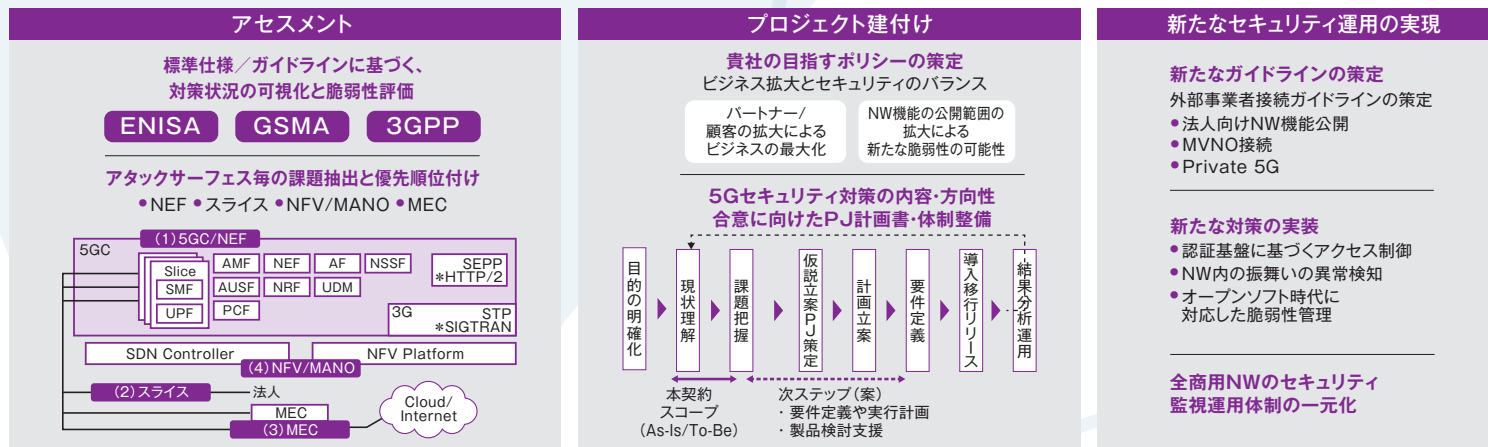 アセスメント
標準仕様／ガイドラインに基づく、
対策状況の可視化と脆弱性評価
ENISA
GSMA
3GPP
アタックサーフェス毎の課題抽出と優先順位付け
●NEF ●スライス ●NFV/MANO ●MEC
(1)5GC/NEF
5GC
Slice
SMF
UPF
AMF
NEF
AF
NSSF
AUSF
NRF
UDM
PCF
SEPP
*HTTP/2
3G
STP
*SIGTRAN
SDN Controller
NFV Platform
(4)NFV/MANO
(2)スライス
法人
MEC
(3)MEC
Cloud/
Internet
プロジェクト建付け
貴社の目指すポリシーの策定
ビジネス拡大とセキュリティのバランス
パートナー/
顧客の拡大による
ビジネスの最大化
NW機能の公開範囲の
拡大による
新たな脆弱性の可能性
5Gセキュリティ対策の内容・方向性
合意に向けたPJ計画書・体制整備
目的の明確化
現状理解
課題把握
仮説立案PJ策定
計画立案
要件定義
導入移行リリース
結果分析運用
本契約
スコープ
(As-Is/To-Be)
次ステップ(案)
・要件定義や実行計画
・製品検討支援
新たなセキュリティ運用の実現
新たなガイドラインの策定
外部事業者接続ガイドラインの策定
●法人向けNW機能公開
●MVNO接続
●Private 5G
新たな対策の実装
●認証基盤に基づくアクセス制御
●NW内の振舞いの異常検知
●オープンソフト時代に
対応した脆弱性管理
全商用NWのセキュリティ
監視運用体制の一元化